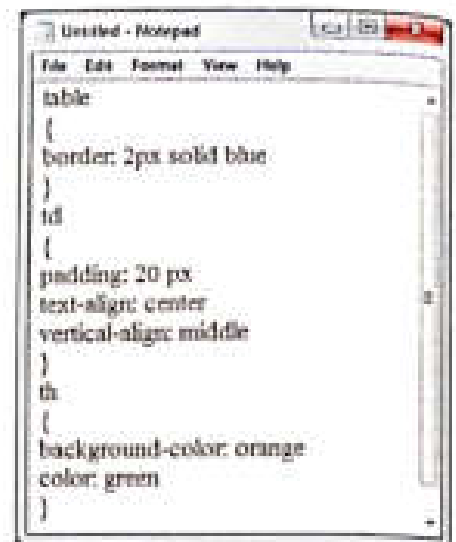 Untitled - Notepad
File Edit Format View Help
table
{
border: 2px solid blue
}
td
{
padding: 20 px
text-align: center
vertical-align: middle
}
th
{
background-color: orange
color: green
}